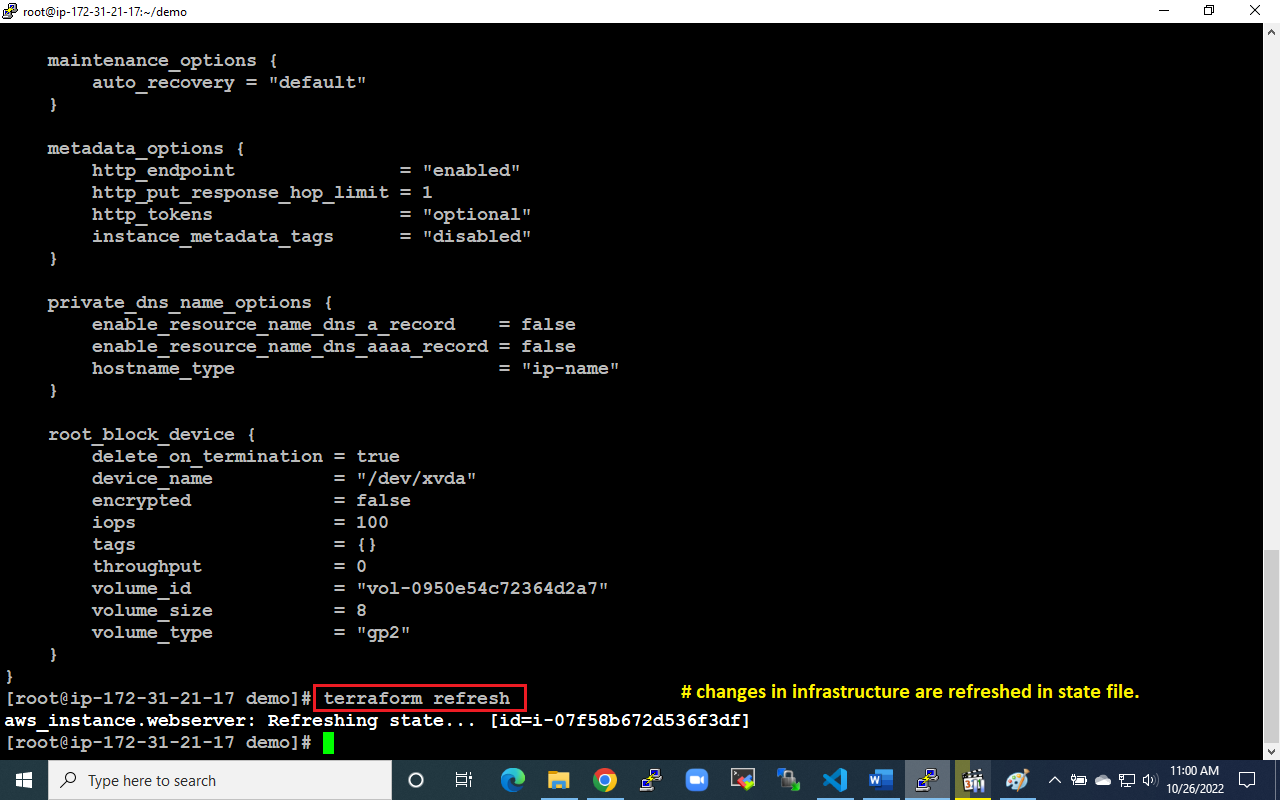 root@ip-172-31-21-17:~/demo
maintenance_options {
auto_recovery = "default"
}
metadata_options {
http_endpoint = "enabled"
http_put_response_hop_limit = 1
http_tokens = "optional"
instance_metadata_tags = "disabled"
}
private_dns_name_options {
enable_resource_name_dns_a_record = false
enable_resource_name_dns_aaaa_record = false
hostname_type = "ip-name"
}
root_block_device {
delete_on_termination = true
device_name = "/dev/xvda"
encrypted = false
iops = 100
tags = {}
throughput = 0
volume_id = "vol-0950e54c72364d2a7"
volume_size = 8
volume_type = "gp2"
}
}
[root@ip-172-31-21-17 demo]# terraform refresh # changes in infrastructure are refreshed in state file.
aws_instance.webserver: Refreshing state... [id=i-07f58b672d536f3df]
[root@ip-172-31-21-17 demo]#
Type here to search
11:00 AM
10/26/2022